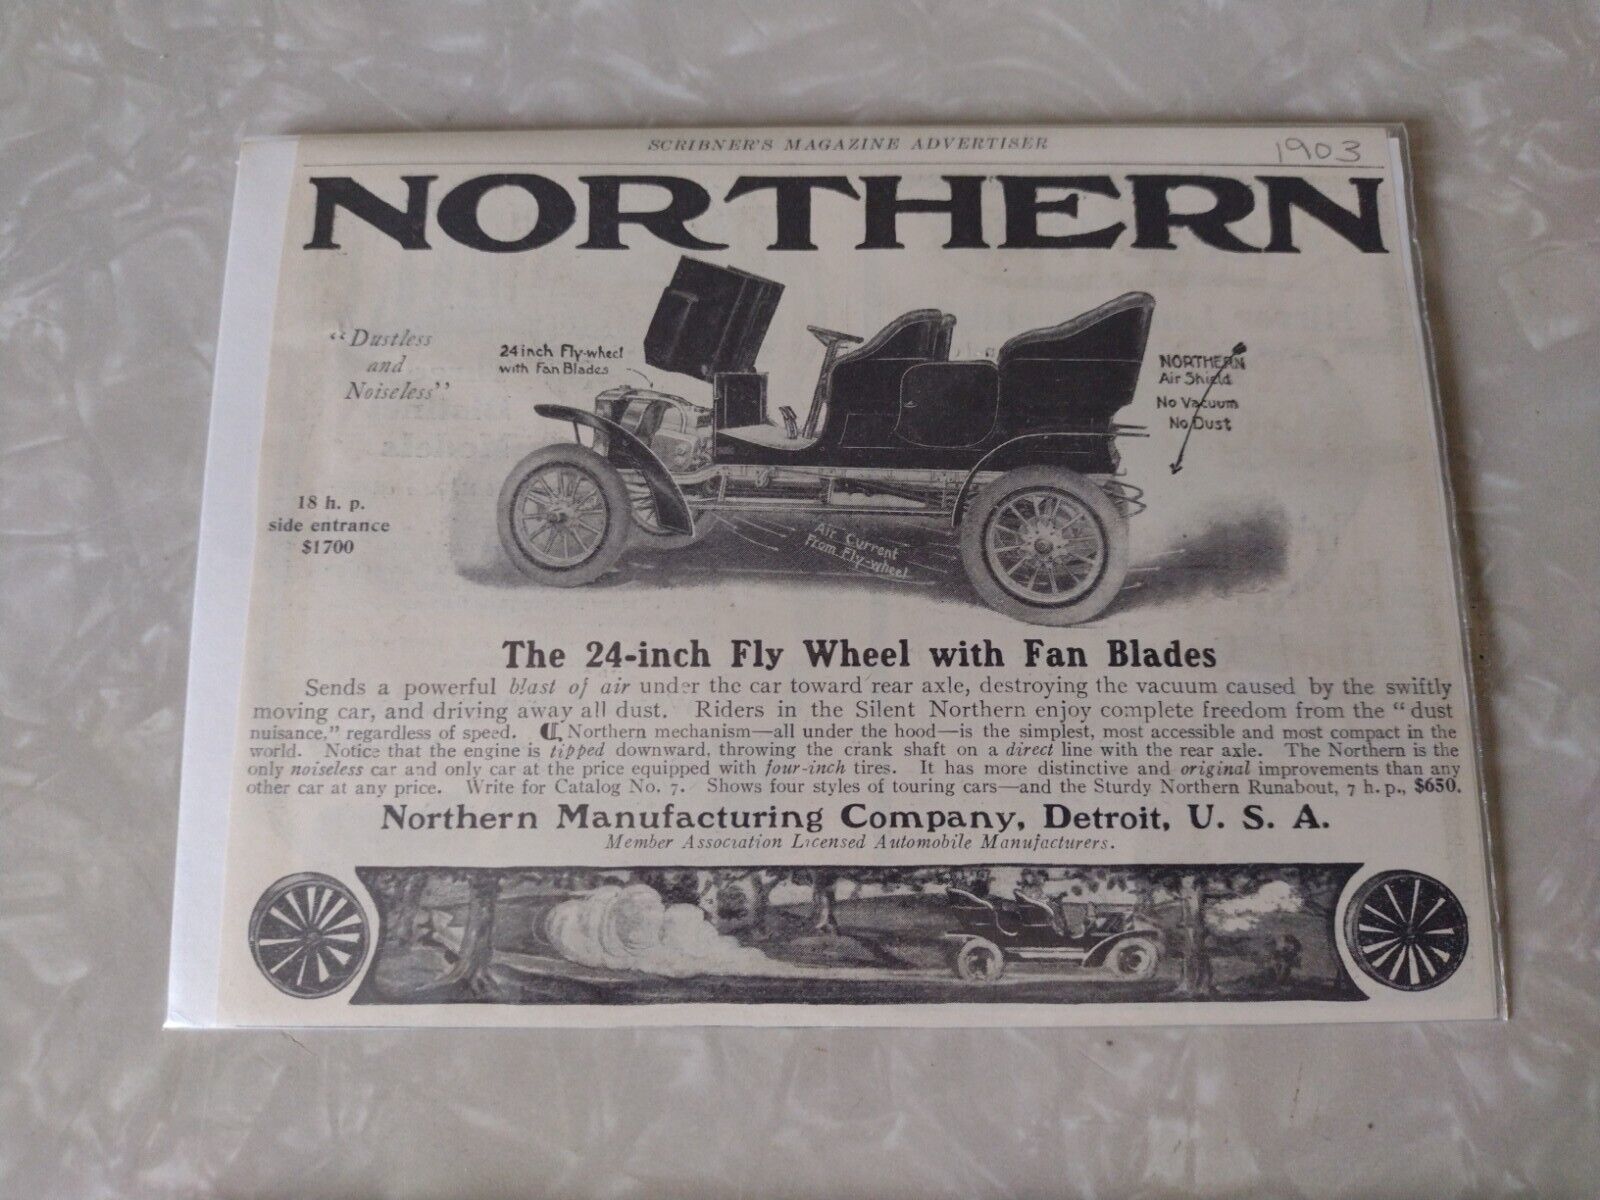 SCRIBNER'S MAGAZINE ADVERTISER
1903
NORTHERN
"Dustless
and
Noiseless"
24 inch Fly-wheel
with Fan Blades
NORTHERN
Air Shield
No Vacuum
No Dust
18 h. p.
side entrance
$1700
Air Current
From Fly-wheel
The 24-inch Fly Wheel with Fan Blades
Sends a powerful blast of air under the car toward rear axle, destroying the vacuum caused by the swiftly
moving car, and driving away all dust. Riders in the Silent Northern enjoy complete freedom from the "dust
nuisance," regardless of speed. ¶ Northern mechanism—all under the hood—is the simplest, most accessible and most compact in the
world. Notice that the engine is tipped downward, throwing the crank shaft on a direct line with the rear axle. The Northern is the
only noiseless car and only car at the price equipped with four-inch tires. It has more distinctive and original improvements than any
other car at any price. Write for Catalog No. 7. Shows four styles of touring cars—and the Sturdy Northern Runabout, 7 h. p., $650.
Northern Manufacturing Company, Detroit, U. S. A.
Member Association Licensed Automobile Manufacturers.